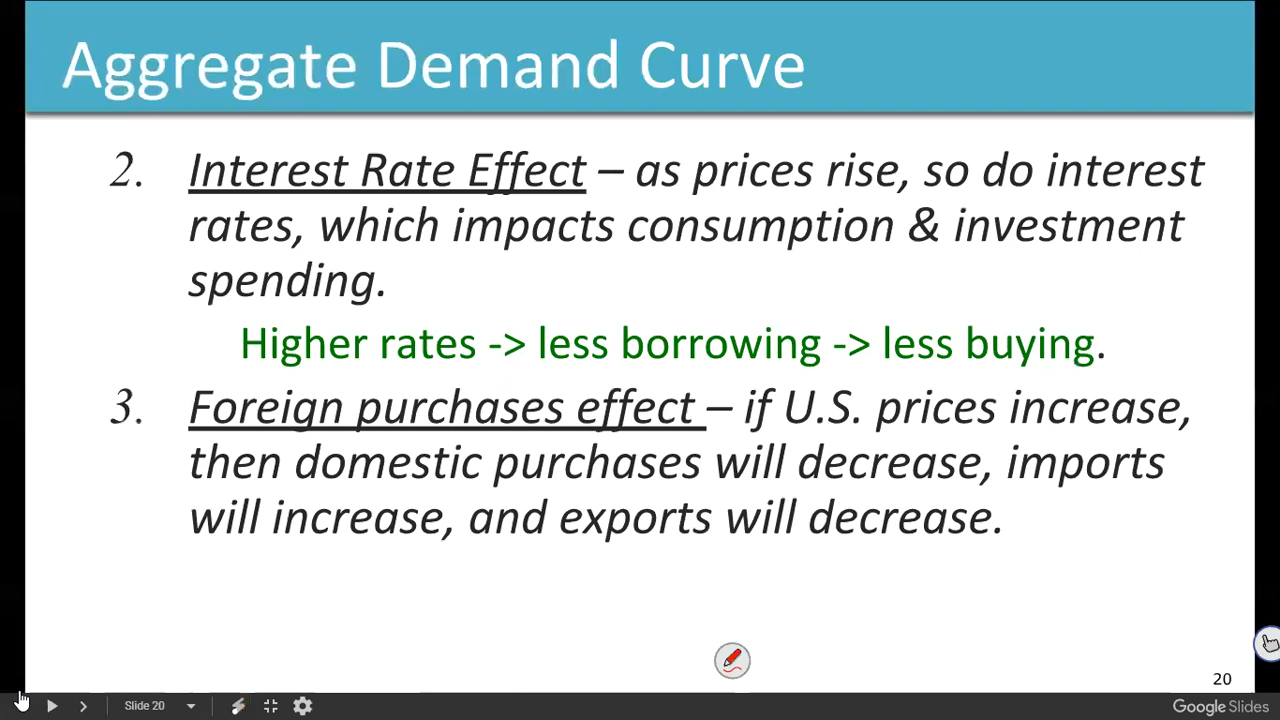 Aggregate Demand Curve
2. Interest Rate Effect – as prices rise, so do interest
rates, which impacts consumption & investment
spending.
Higher rates -> less borrowing -> less buying.
3. Foreign purchases effect – if U.S. prices increase,
then domestic purchases will decrease, imports
will increase, and exports will decrease.
20
Slide 20
Google Slides